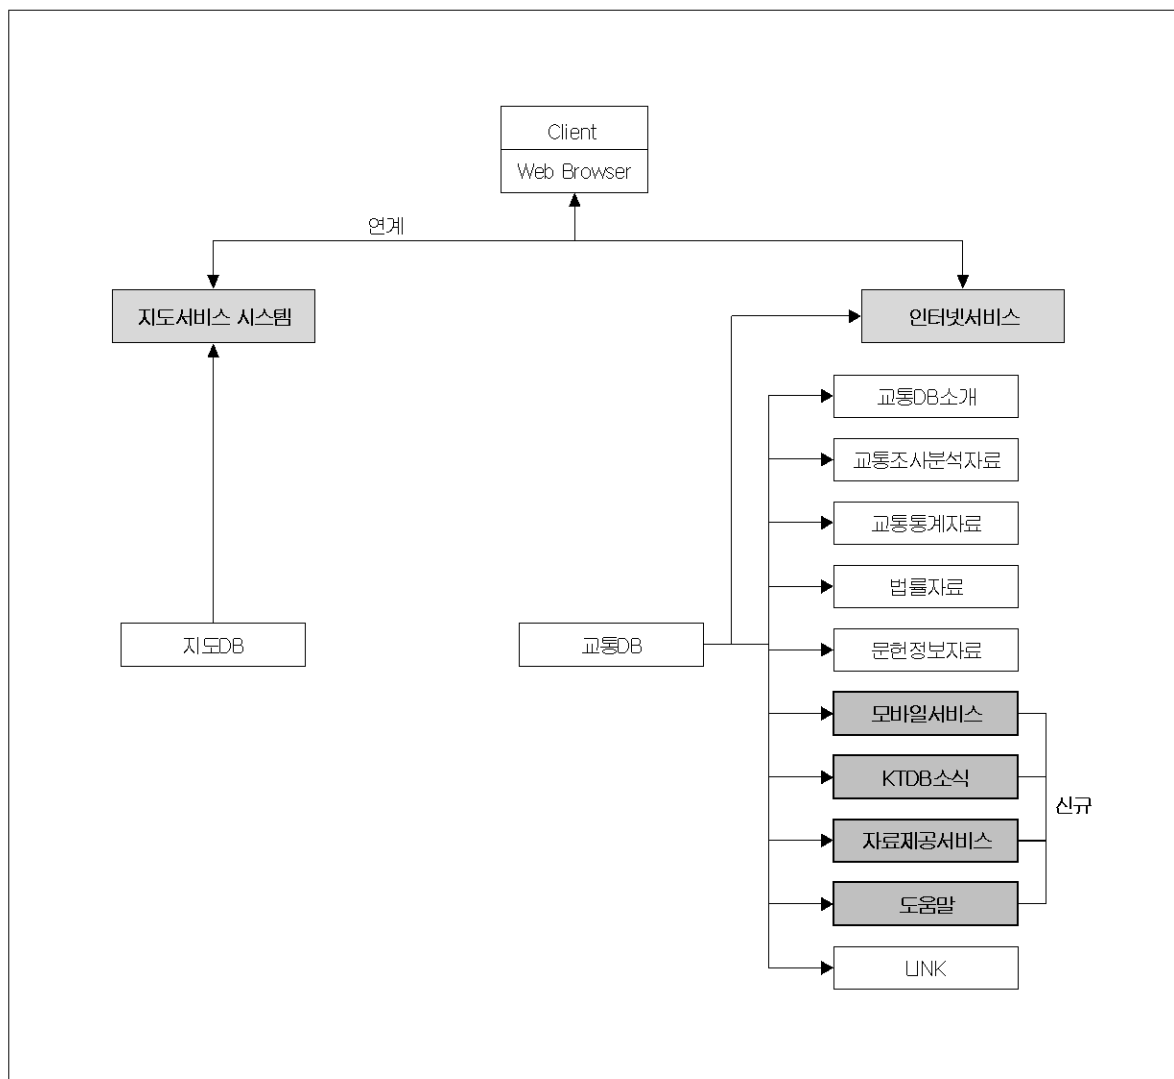 Client
Web Browser
연계
지도서비스 시스템
인터넷서비스
교통DB소개
교통조사분석자료
교통통계자료
법률자료
지도DB
교통DB
문헌정보자료
모바일서비스
KTDB소식
신규
자료제공서비스
도움말
LINK